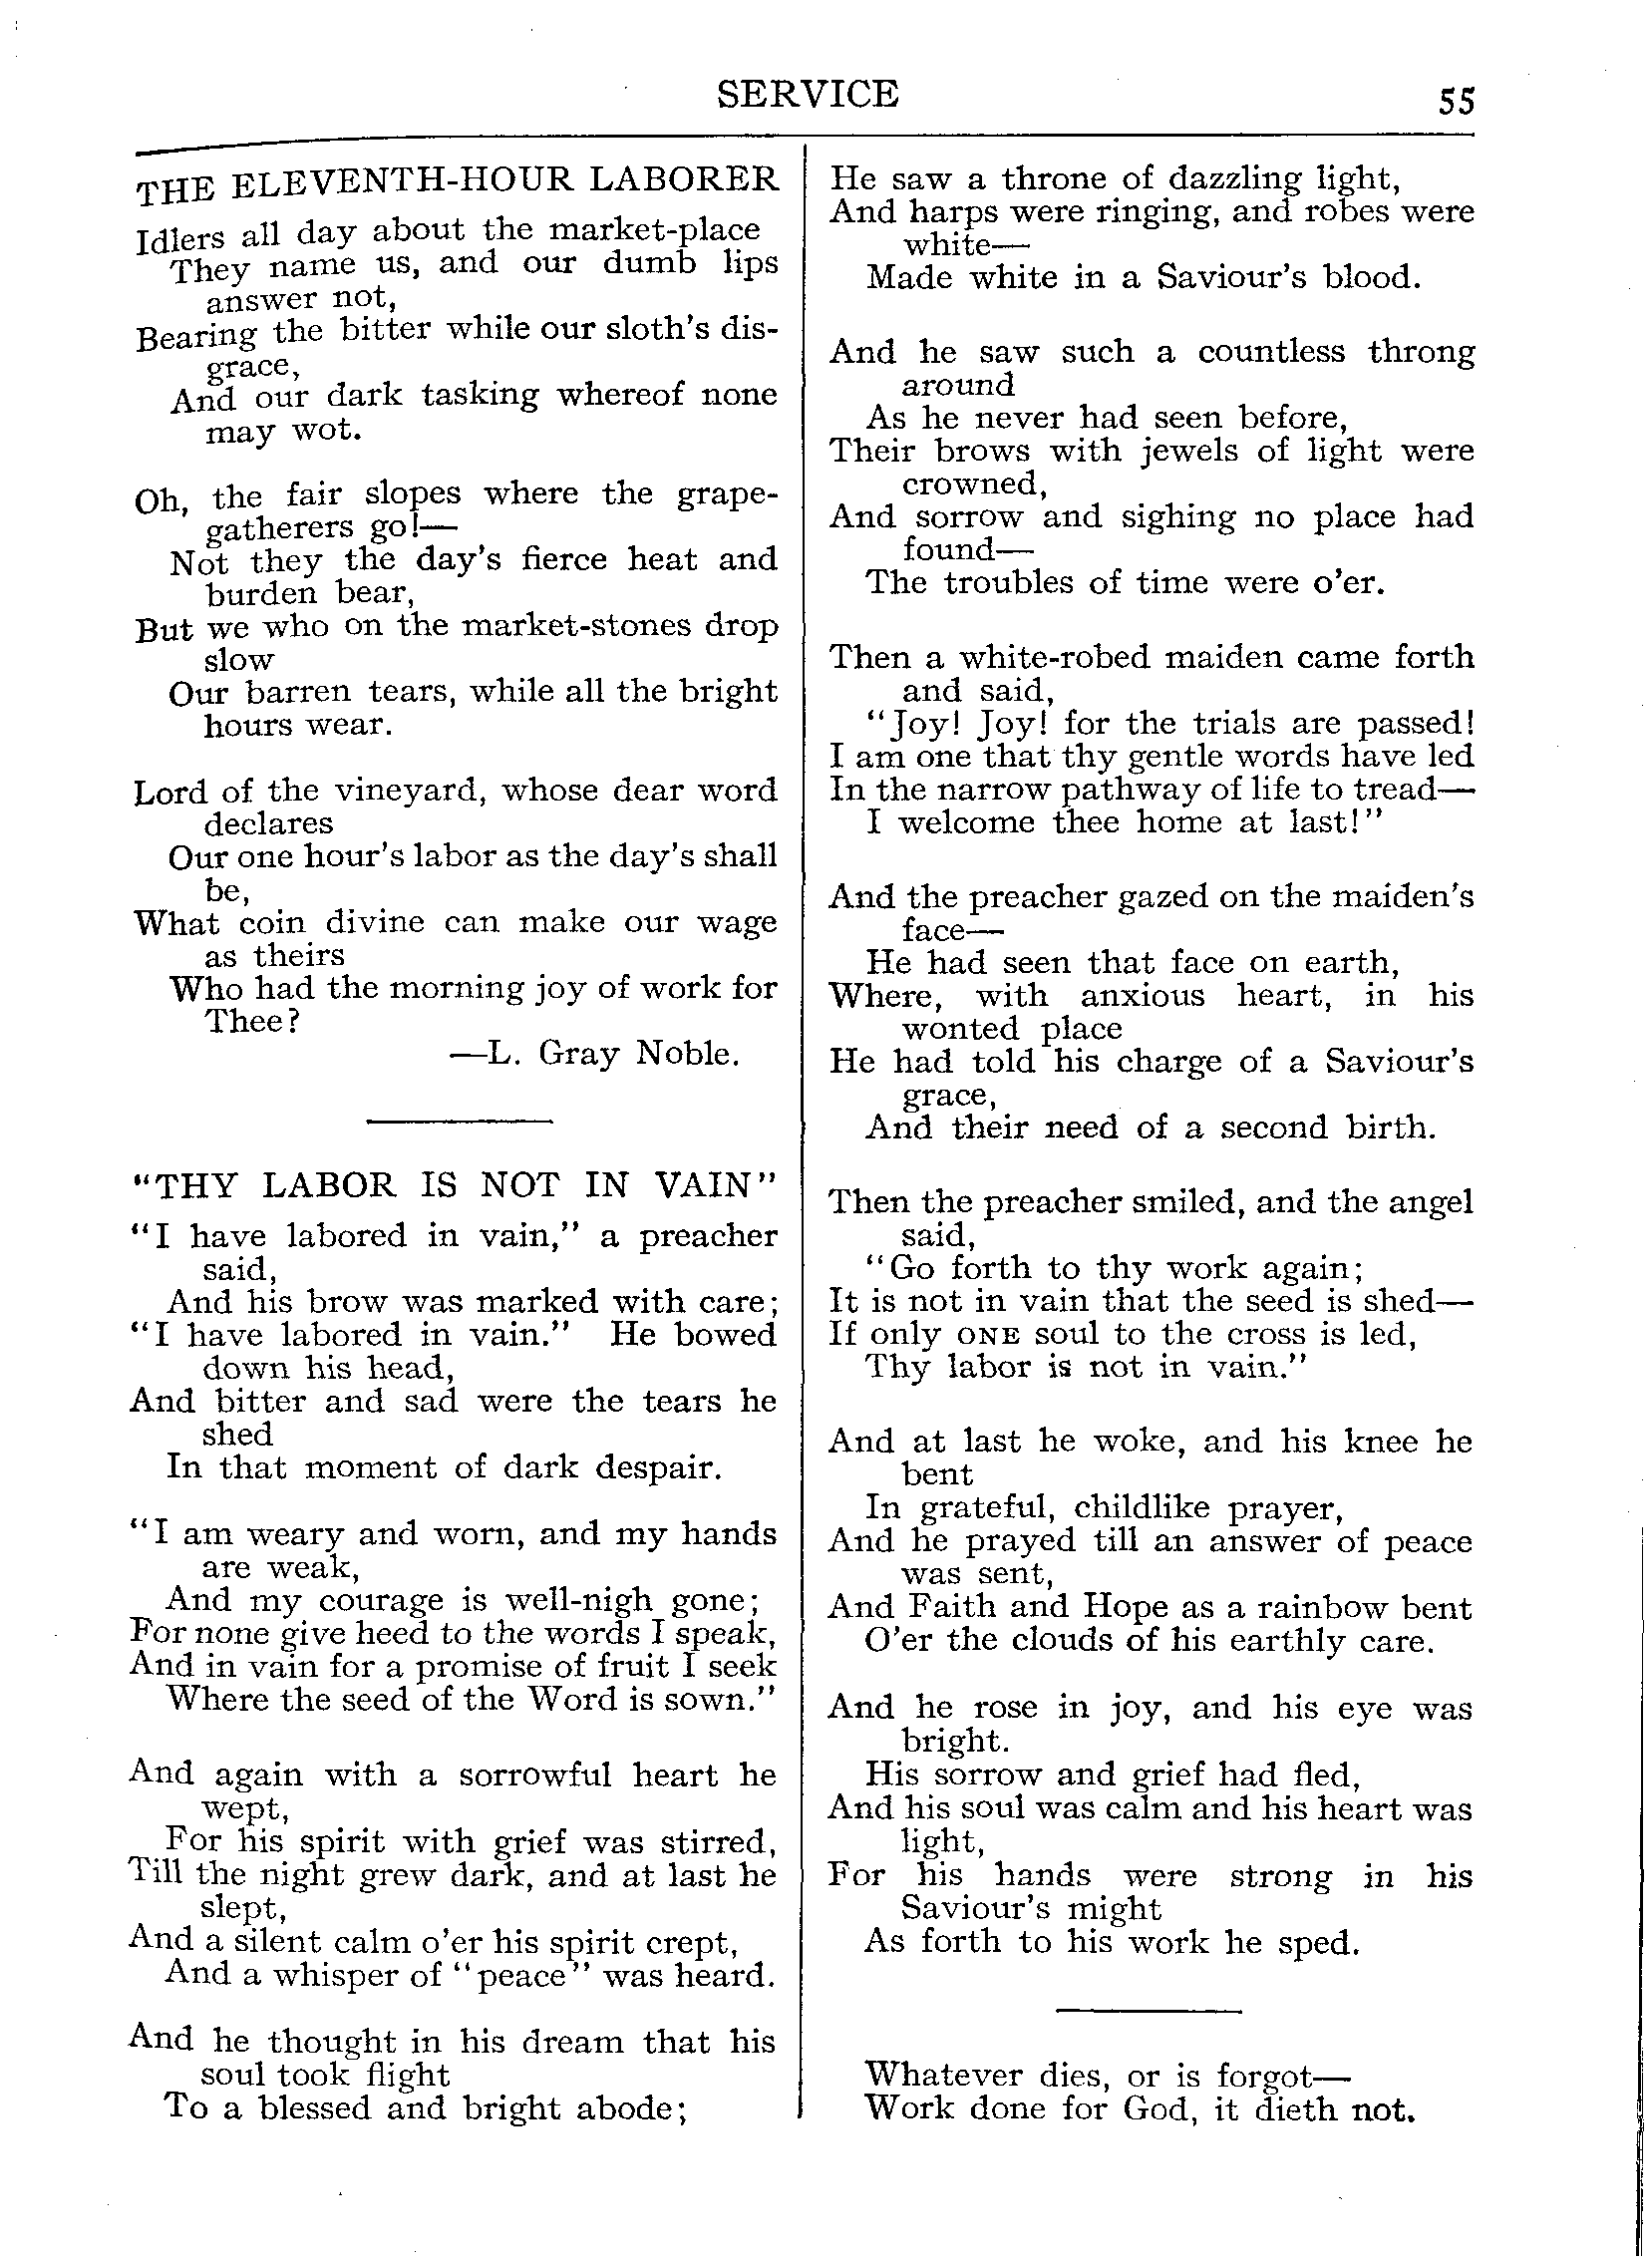 SERVICE
55
THE ELEVENTH-HOUR LABORER
Idlers all day about the market-place
They name us, and our dumb lips
answer not,
Bearing the bitter while our sloth's dis-
grace,
And our dark tasking whereof none
may wot.
Oh, the fair slopes where the grape-
gatherers go!—
Not they the day's fierce heat and
burden bear,
But we who on the market-stones drop
slow
Our barren tears, while all the bright
hours wear.
Lord of the vineyard, whose dear word
declares
Our one hour's labor as the day's shall
be,
What coin divine can make our wage
as theirs
Who had the morning joy of work for
Thee?
—L. Gray Noble.
"THY LABOR IS NOT IN VAIN"
"I have labored in vain," a preacher
said,
And his brow was marked with care;
"I have labored in vain." He bowed
down his head,
And bitter and sad were the tears he
shed
In that moment of dark despair.
"I am weary and worn, and my hands
are weak,
And my courage is well-nigh gone;
For none give heed to the words I speak,
And in vain for a promise of fruit I seek
Where the seed of the Word is sown."
And again with a sorrowful heart he
wept,
For his spirit with grief was stirred,
Till the night grew dark, and at last he
slept,
And a silent calm o'er his spirit crept,
And a whisper of "peace" was heard.
And he thought in his dream that his
soul took flight
To a blessed and bright abode;
He saw a throne of dazzling light,
And harps were ringing, and robes were
white—
Made white in a Saviour's blood.
And he saw such a countless throng
around
As he never had seen before,
Their brows with jewels of light were
crowned,
And sorrow and sighing no place had
found—
The troubles of time were o'er.
Then a white-robed maiden came forth
and said,
"Joy! Joy! for the trials are passed!
I am one that thy gentle words have led
In the narrow pathway of life to tread—
I welcome thee home at last!"
And the preacher gazed on the maiden's
face—
He had seen that face on earth,
Where, with anxious heart, in his
wonted place
He had told his charge of a Saviour's
grace,
And their need of a second birth.
Then the preacher smiled, and the angel
said,
"Go forth to thy work again;
It is not in vain that the seed is shed—
If only ONE soul to the cross is led,
Thy labor is not in vain."
And at last he woke, and his knee he
bent
In grateful, childlike prayer,
And he prayed till an answer of peace
was sent,
And Faith and Hope as a rainbow bent
O'er the clouds of his earthly care.
And he rose in joy, and his eye was
bright.
His sorrow and grief had fled,
And his soul was calm and his heart was
light,
For his hands were strong in his
Saviour's might
As forth to his work he sped.
Whatever dies, or is forgot—
Work done for God, it dieth not.